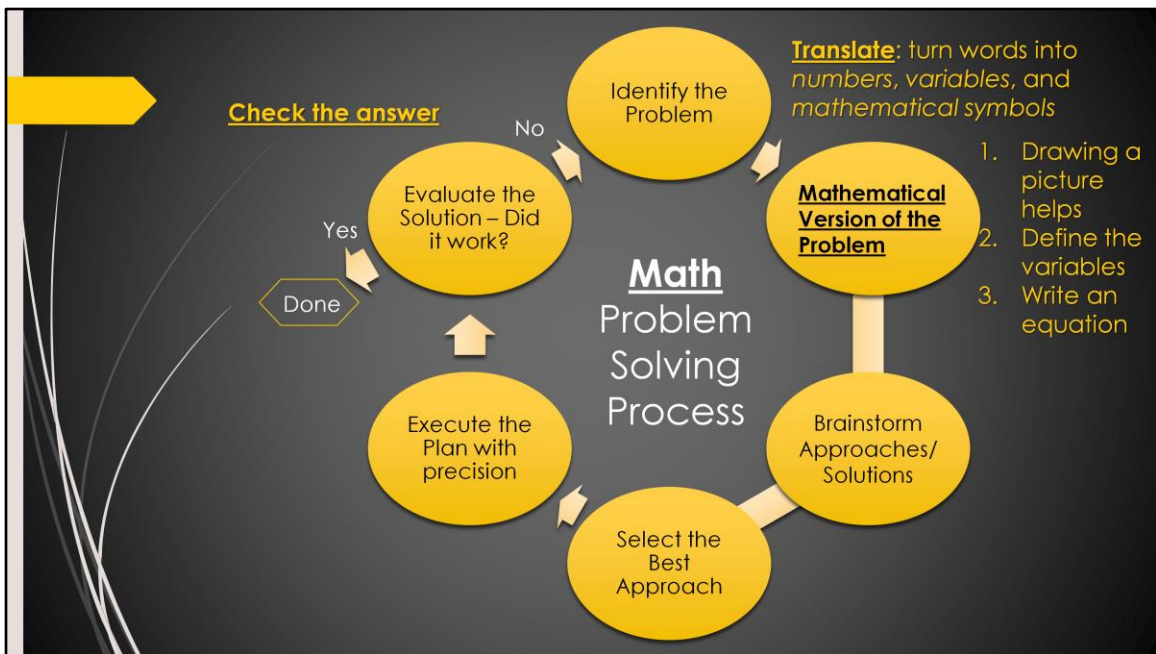 Check the answer
Identify the
Problem
Translate: turn words into
numbers, variables, and
mathematical symbols
1. Drawing a
picture
helps
2. Define the
variables
3. Write an
equation
No
Evaluate the
Solution – Did
it work?
Yes
Done
Mathematical
Version of the
Problem
Math
Problem
Solving
Process
Brainstorm
Approaches/
Solutions
Select the
Best
Approach
Execute the
Plan with
precision